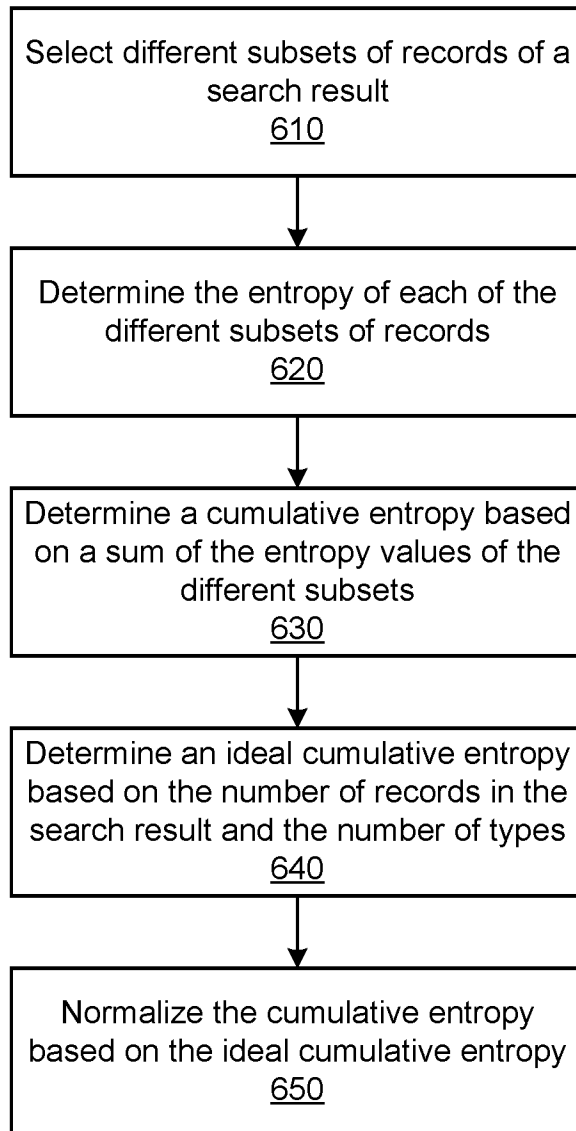 Select different subsets of records of a
search result
610
Determine the entropy of each of the
different subsets of records
620
Determine a cumulative entropy based
on a sum of the entropy values of the
different subsets
630
Determine an ideal cumulative entropy
based on the number of records in the
search result and the number of types
640
Normalize the cumulative entropy
based on the ideal cumulative entropy
650